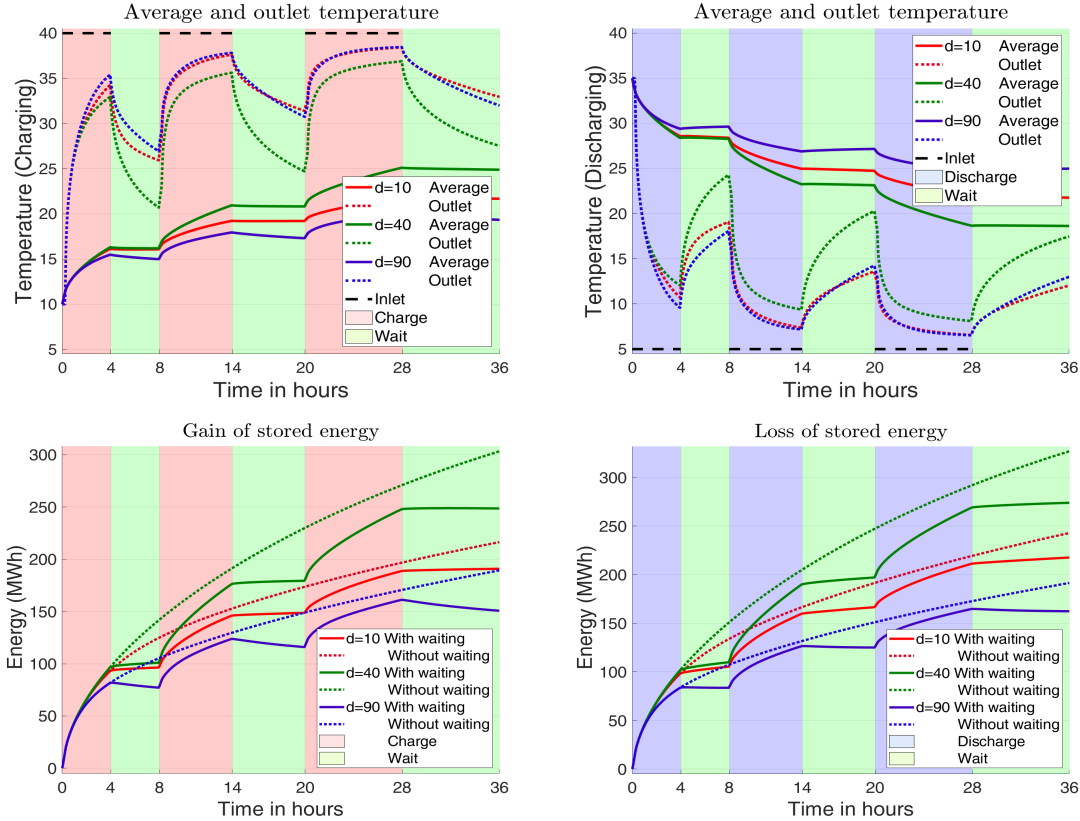 Average and outlet temperature
Temperature (Charging)
40
35
30
25
20
15
10
5
0 4 8 14 20 28 36
Time in hours
d=10 Average
Outlet
d=40 Average
Outlet
d=90 Average
Outlet
Inlet
Charge
Wait
Average and outlet temperature
Temperature (Discharging)
40
35
30
25
20
15
10
5
0 4 8 14 20 28 36
Time in hours
d=10 Average
Outlet
d=40 Average
Outlet
d=90 Average
Outlet
Inlet
Discharge
Wait
Gain of stored energy
Energy (MWh)
300
250
200
150
100
50
0
0 4 8 14 20 28 36
Time in hours
d=10 With waiting
Without waiting
d=40 With waiting
Without waiting
d=90 With waiting
Without waiting
Charge
Wait
Loss of stored energy
Energy (MWh)
300
250
200
150
100
50
0
0 4 8 14 20 28 36
Time in hours
d=10 With waiting
Without waiting
d=40 With waiting
Without waiting
d=90 With waiting
Without waiting
Discharge
Wait